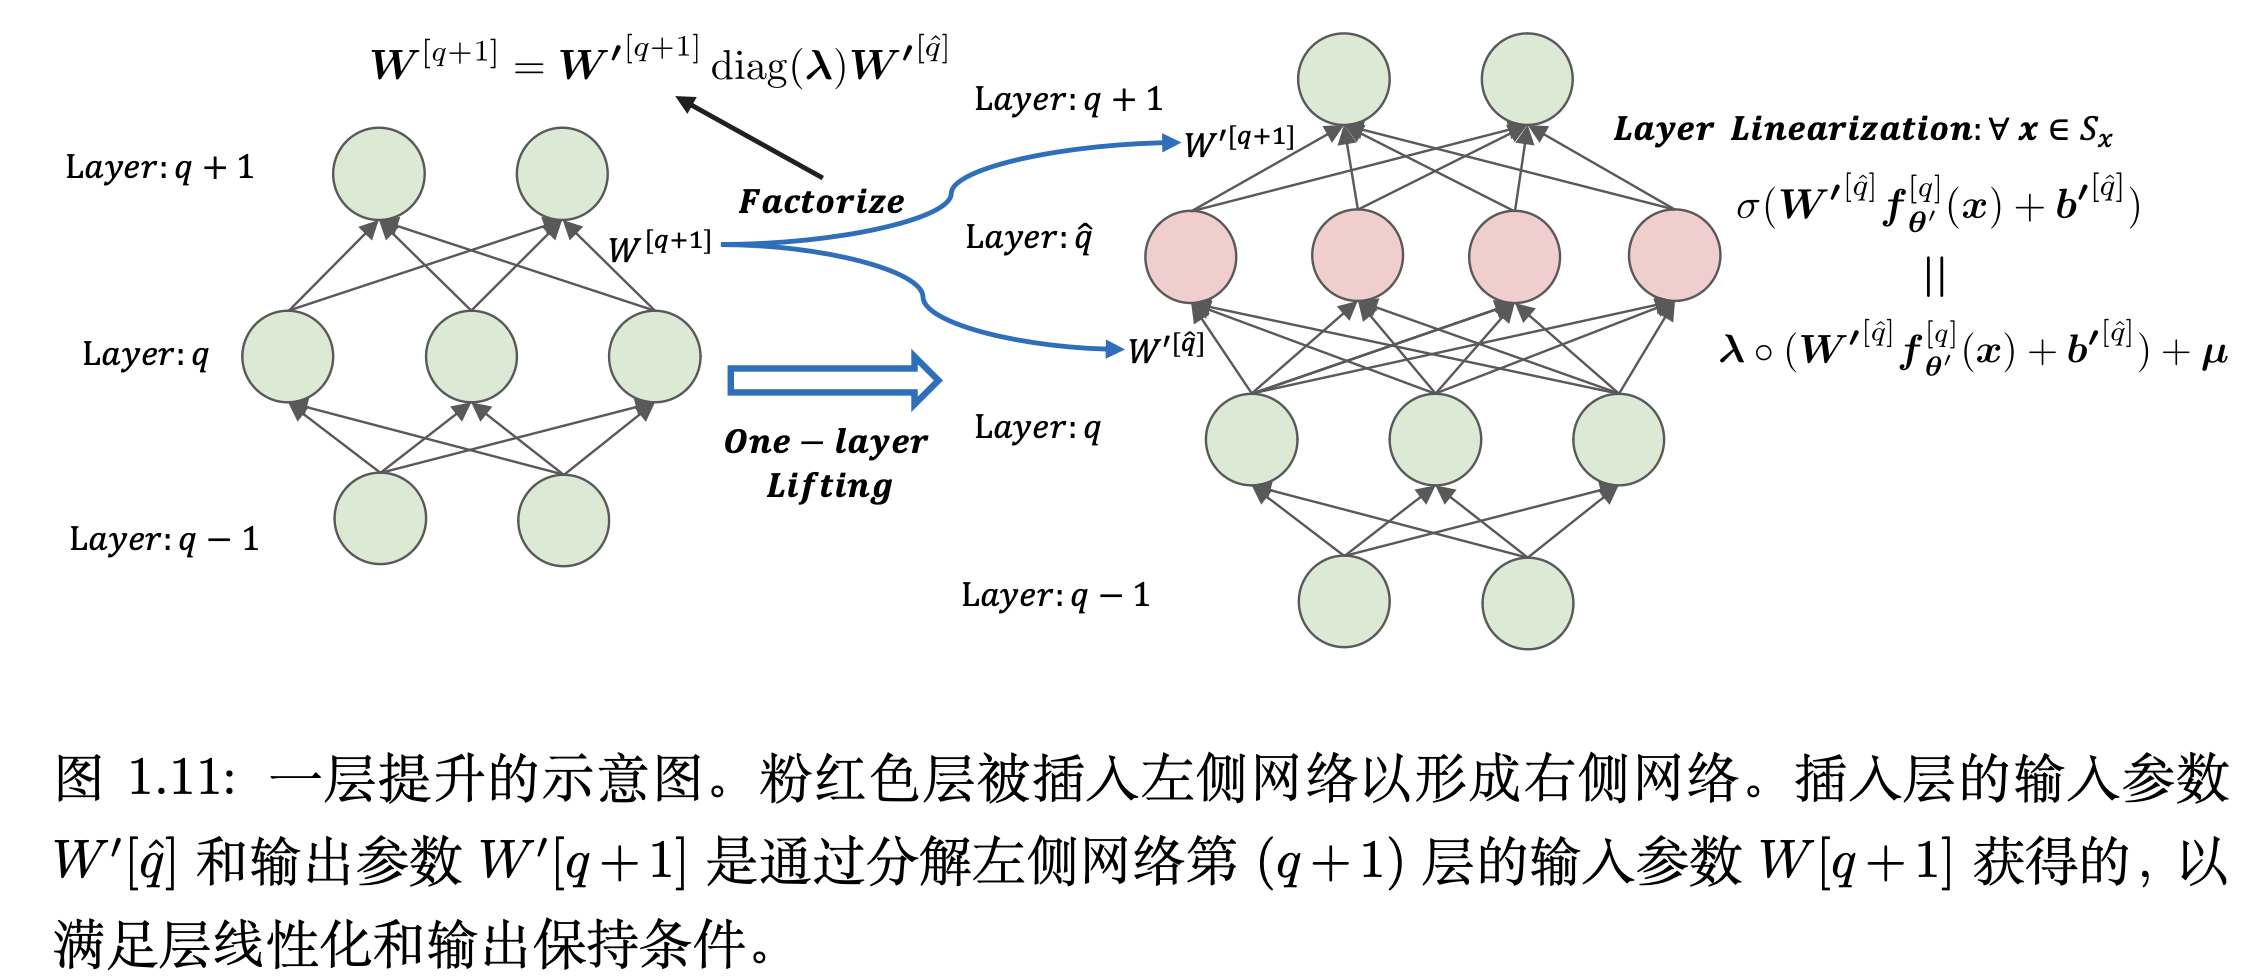 W^{[q+1]} = W'^{[q+1]} diag(λ)W'^{[q̂]}
Layer: q + 1
Factorize
W^{[q+1]}
Layer: q
One − layer
Lifting
Layer: q − 1
Layer: q + 1
W'^{[q+1]}
Layer: q̂
W'^{[q̂]}
Layer: q
Layer: q − 1
Layer Linearization: ∀ x ∈ S_x
σ(W'^{[q̂]} f_{θ'}^{[q]}(x) + b'^{[q̂]})
||
λ ∘ (W'^{[q̂]} f_{θ'}^{[q]}(x) + b'^{[q̂]}) + μ
图 1.11: 一层提升的示意图。粉红色层被插入左侧网络以形成右侧网络。插入层的输入参数
W'[q̂] 和输出参数 W'[q + 1] 是通过分解左侧网络第 (q + 1) 层的输入参数 W[q + 1] 获得的, 以
满足层线性化和输出保持条件。